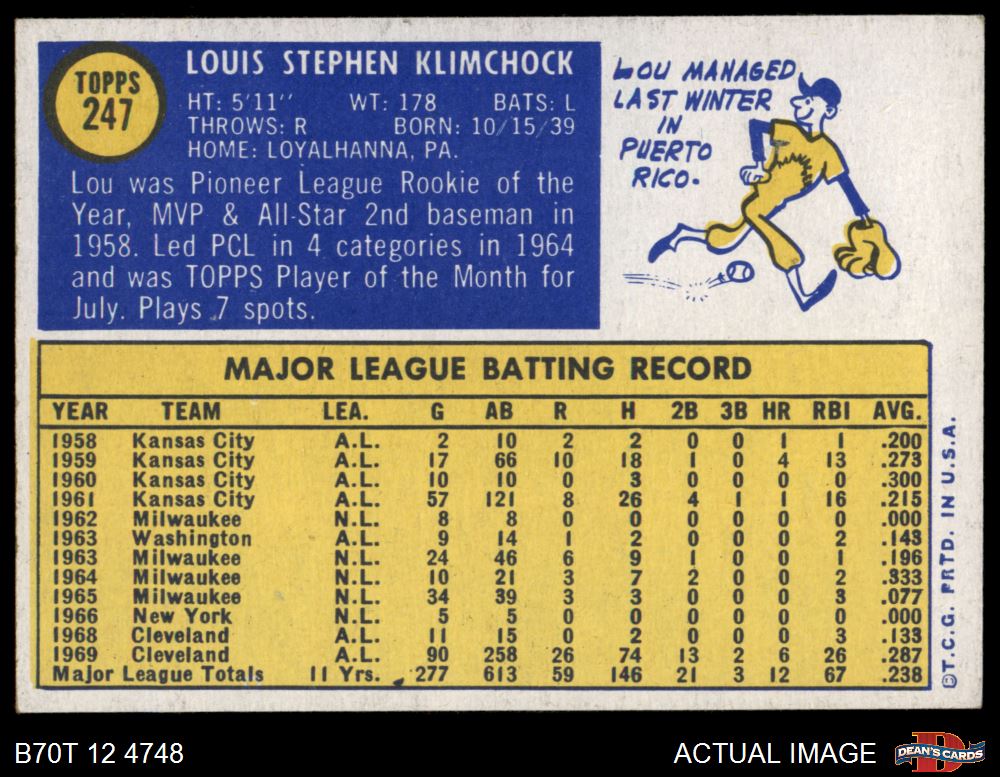 TOPPS
247
LOUIS STEPHEN KLIMCHOCK
HT: 5'11" WT: 178 BATS: L
THROWS: R BORN: 10/15/39
HOME: LOYALHANNA, PA.
Lou was Pioneer League Rookie of the
Year, MVP & All-Star 2nd baseman in
1958. Led PCL in 4 categories in 1964
and was TOPPS Player of the Month for
July. Plays 7 spots.
LOU MANAGED
LAST WINTER
IN
PUERTO
RICO.
MAJOR LEAGUE BATTING RECORD
YEAR TEAM LEA. G AB R H 2B 3B HR RBI AVG.
1958 Kansas City A.L. 2 10 2 2 0 0 1 1 .200
1959 Kansas City A.L. 17 66 10 18 1 0 4 13 .273
1960 Kansas City A.L. 10 10 0 3 0 0 0 0 .300
1961 Kansas City A.L. 57 121 8 26 4 1 1 16 .215
1962 Milwaukee N.L. 8 8 0 0 0 0 0 0 .000
1963 Washington A.L. 9 14 1 2 0 0 0 2 .143
1963 Milwaukee N.L. 24 46 6 9 1 0 0 1 .196
1964 Milwaukee N.L. 10 21 3 7 2 0 0 2 .333
1965 Milwaukee N.L. 34 39 3 3 0 0 0 3 .077
1966 New York N.L. 5 5 0 0 0 0 0 0 .000
1968 Cleveland A.L. 11 15 0 2 0 0 0 3 .133
1969 Cleveland A.L. 90 258 26 74 13 2 6 26 .287
Major League Totals 11 Yrs. 277 613 59 146 21 3 12 67 .238
©T.C.G. PRTD. IN U.S.A.
B70T 12 4748
ACTUAL IMAGE
D
DEAN'S CARDS